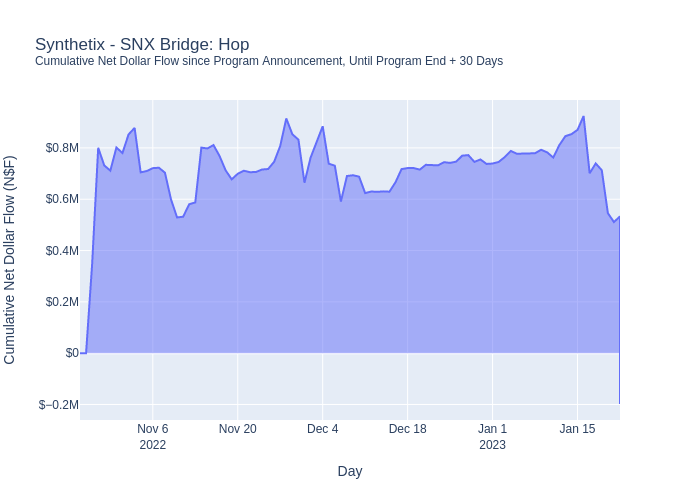 Synthetix - SNX Bridge: Hop
Cumulative Net Dollar Flow since Program Announcement, Until Program End + 30 Days
Cumulative Net Dollar Flow (N$F)
$0.8M
$0.6M
$0.4M
$0.2M
$0
$−0.2M
Nov 6
2022
Nov 20
Dec 4
Dec 18
Jan 1
2023
Jan 15
Day